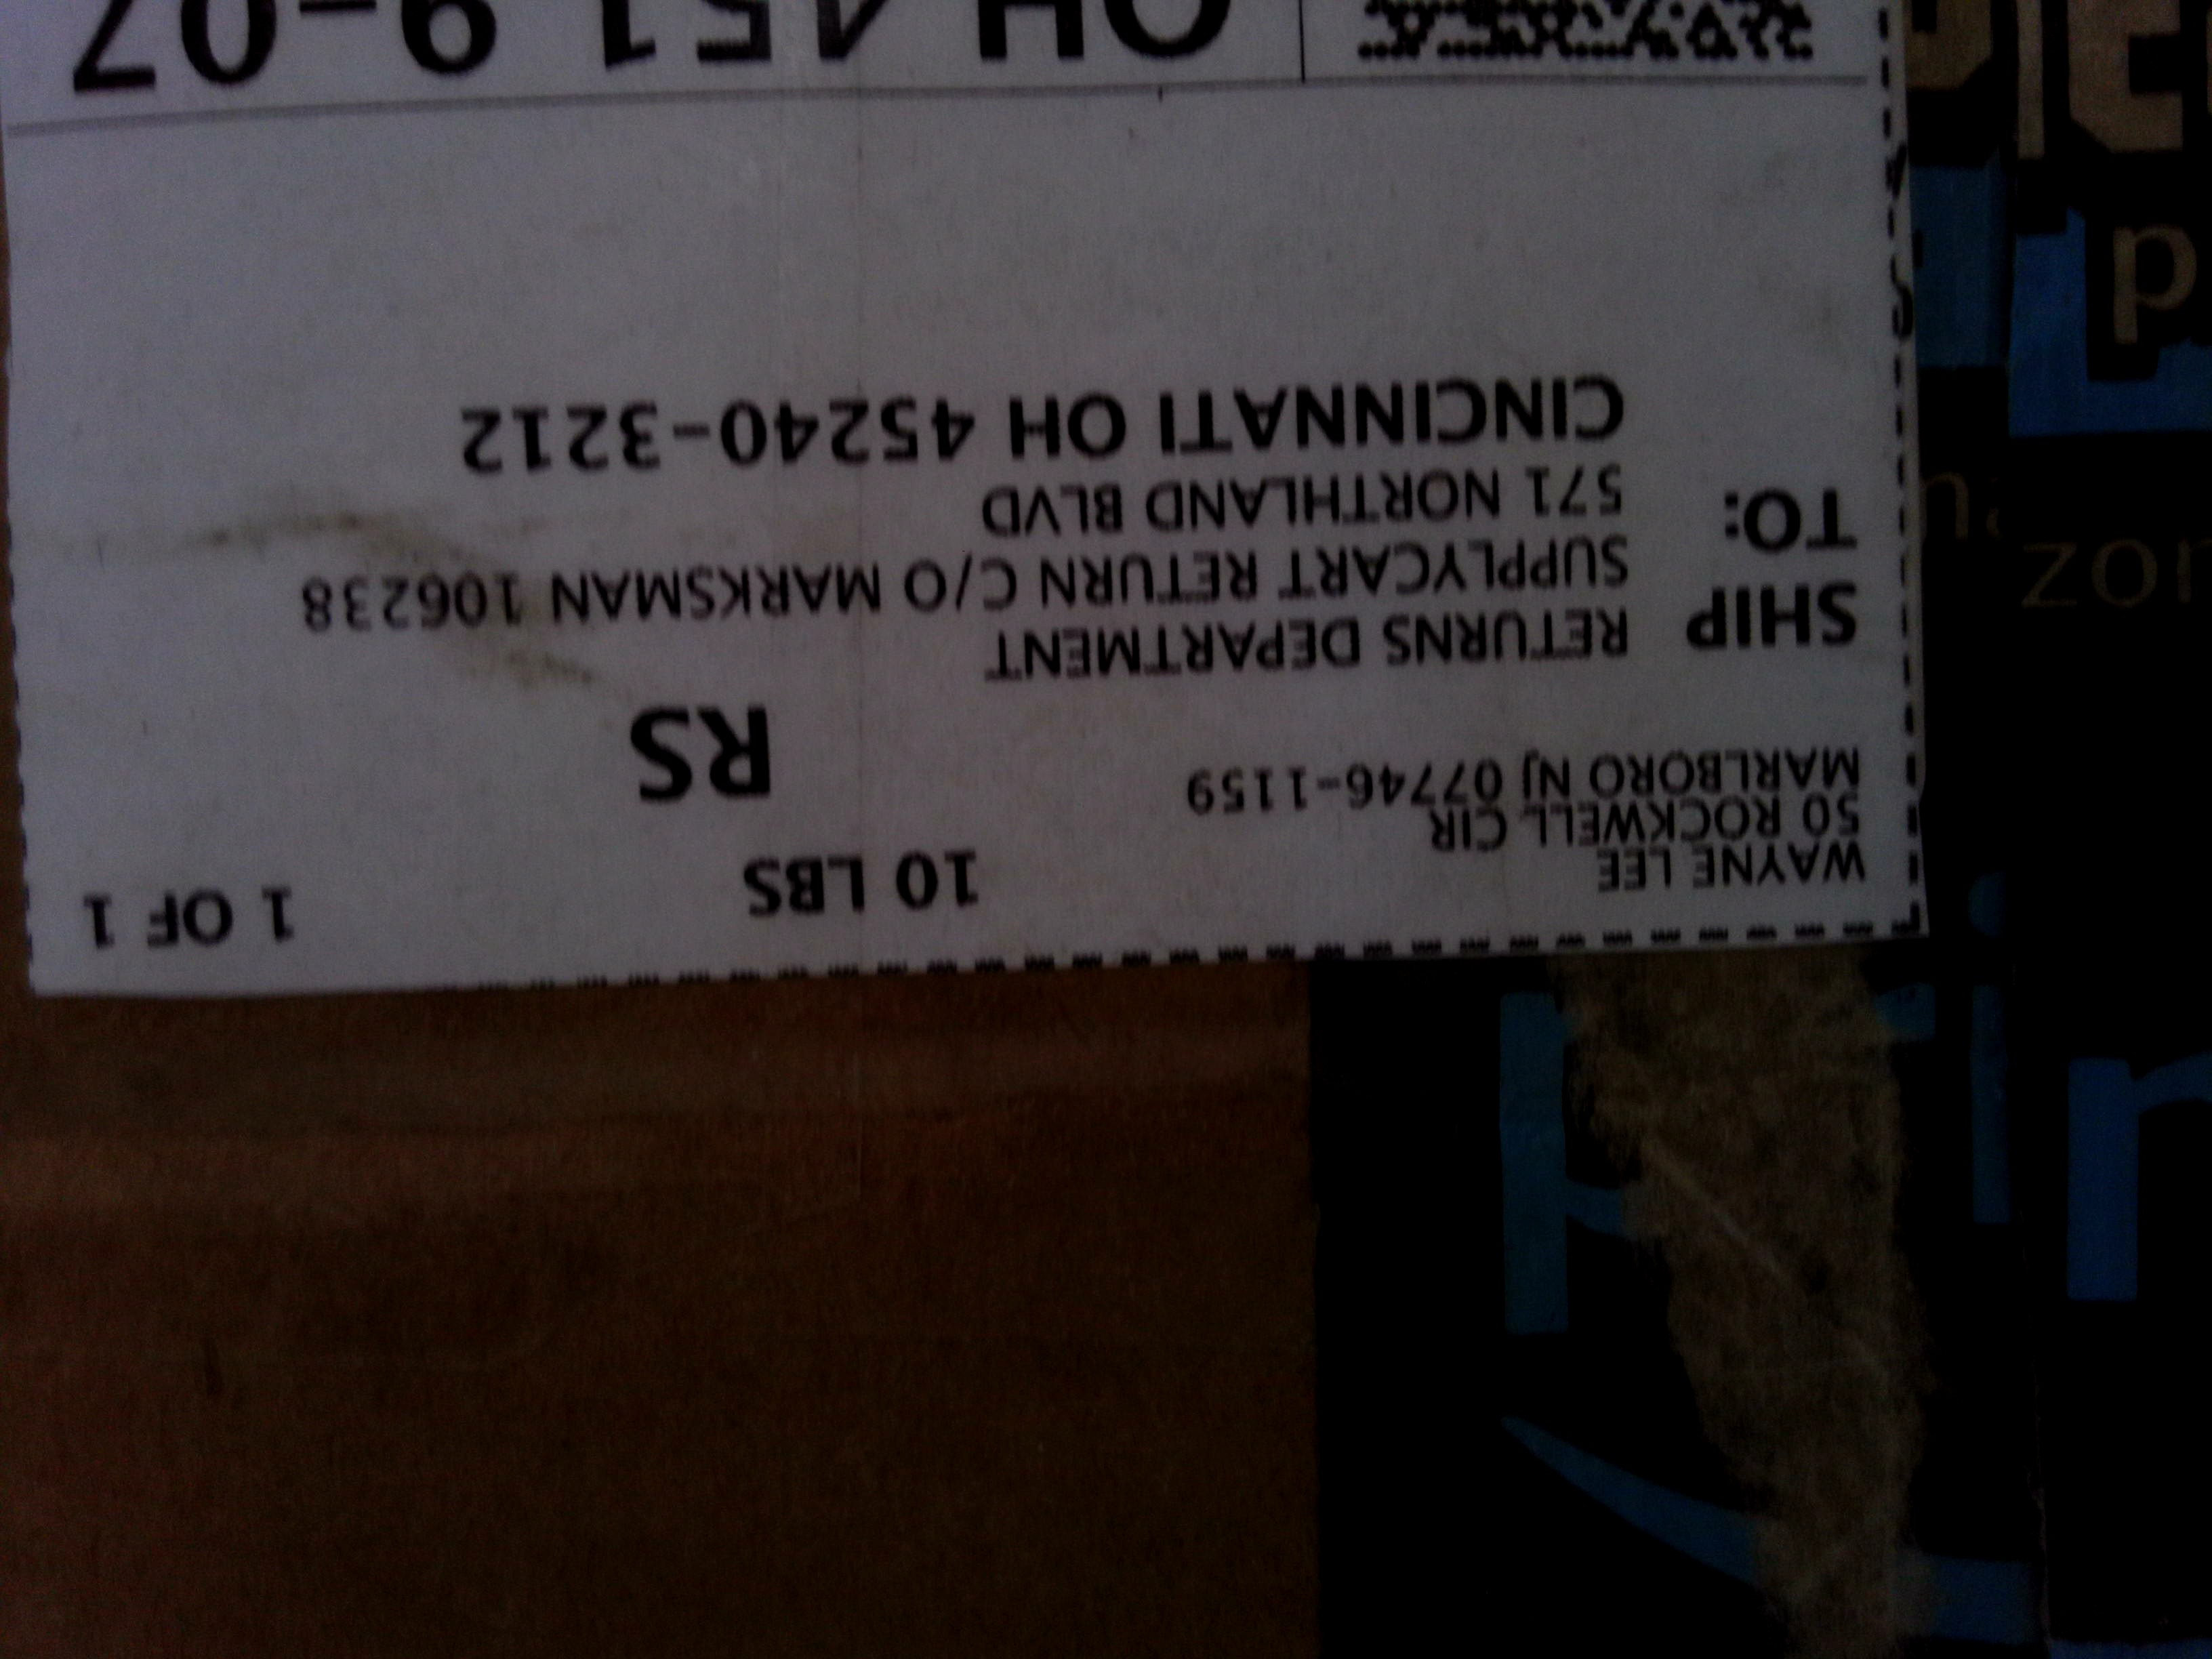 WAYNE LEE
50 ROCKWELL CIR
MARLBORO NJ 07746-1159
10 LBS
1 OF 1
RS
SHIP
TO:
RETURNS DEPARTMENT
SUPPLYCART RETURN C/O MARKSMAN 106238
571 NORTHLAND BLVD
CINCINNATI OH 45240-3212
OH 451 9-07